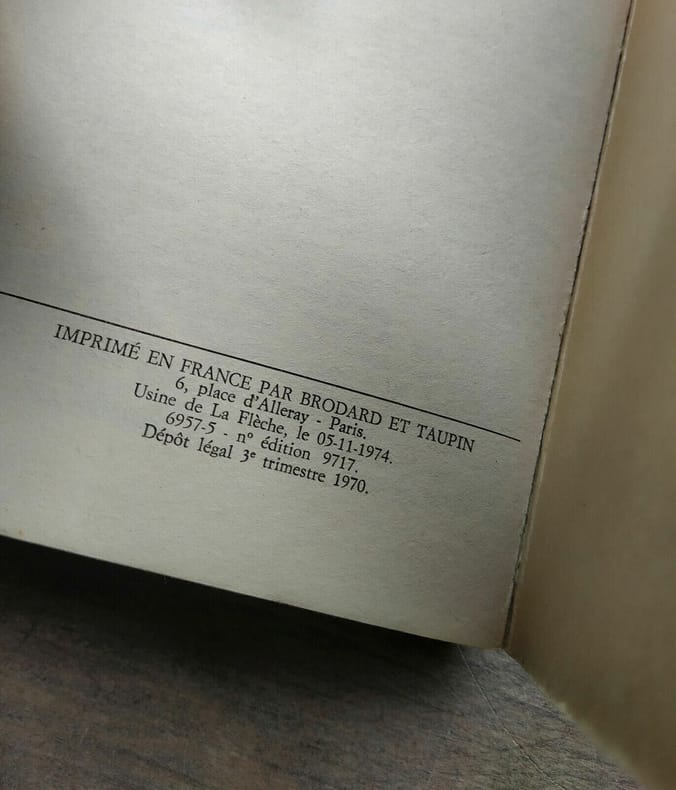 IMPRIMÉ EN FRANCE PAR BRODARD ET TAUPIN
6, place d'Alleray - Paris.
Usine de La Flèche, le 05-11-1974.
6957-5 - nº édition 9717.
Dépôt légal 3e trimestre 1970.